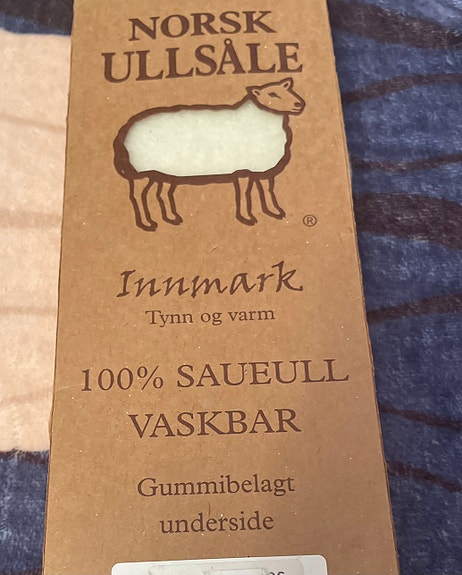 NORSK
ULLSÅLE
®
Innmark
Tynn og varm
100% SAUEULL
VASKBAR
Gummibelagt
underside